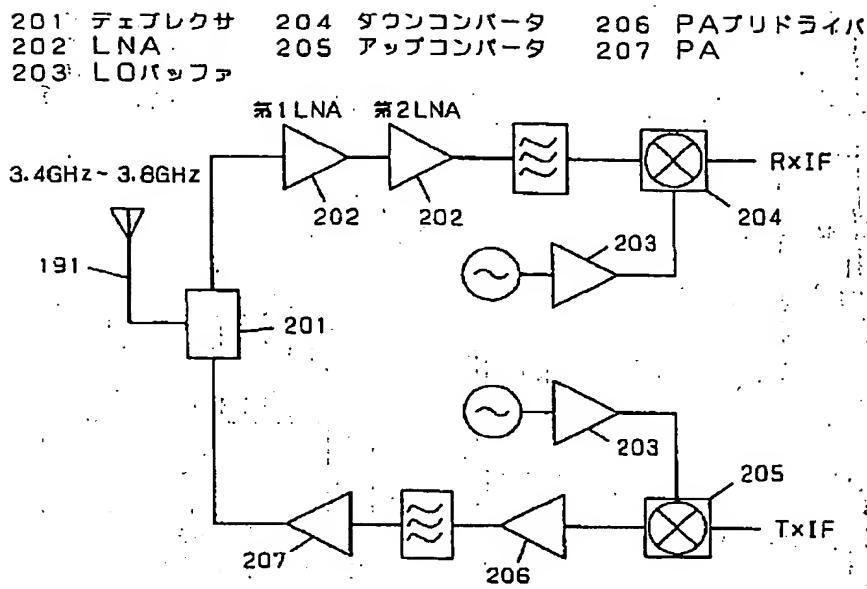 201 デュプレクサ 204 ダウンコンバータ 206 PAプリドライバ
202 LNA 205 アップコンバータ 207 PA
203 LOバッファ
第1LNA 第2LNA
3.4GHz~3.8GHz
RxIF
202 202
204
203
191
201
203
205
TxIF
207
206